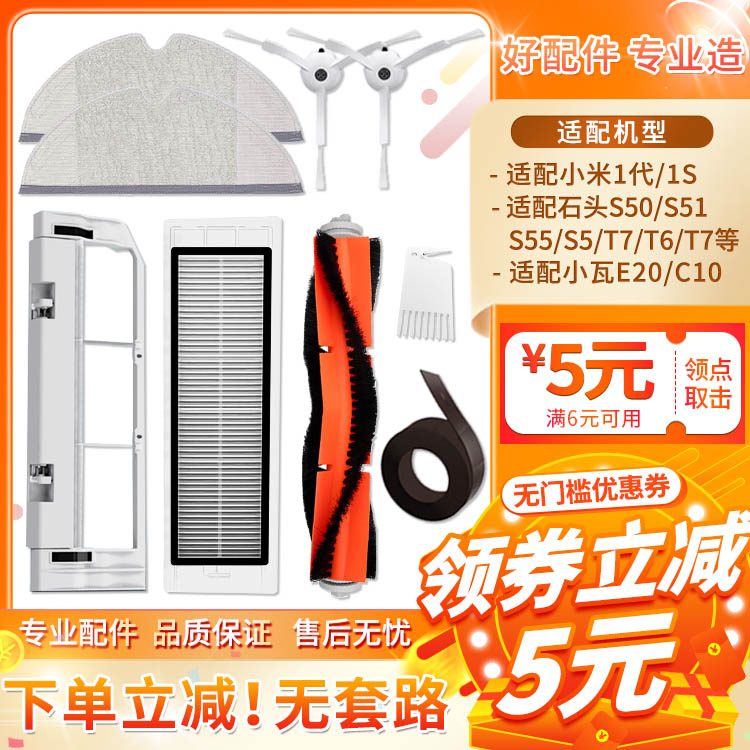 好配件 专业造
适配机型
- 适配小米1代/1S
- 适配石头S50/S51
S55/S5/T7/T6/T7等
- 适配小瓦E20/C10
¥5元
满6元可用
领点
取击
无门槛优惠券
领券立减
5元
专业配件 品质保证 售后无忧
下单立减！无套路